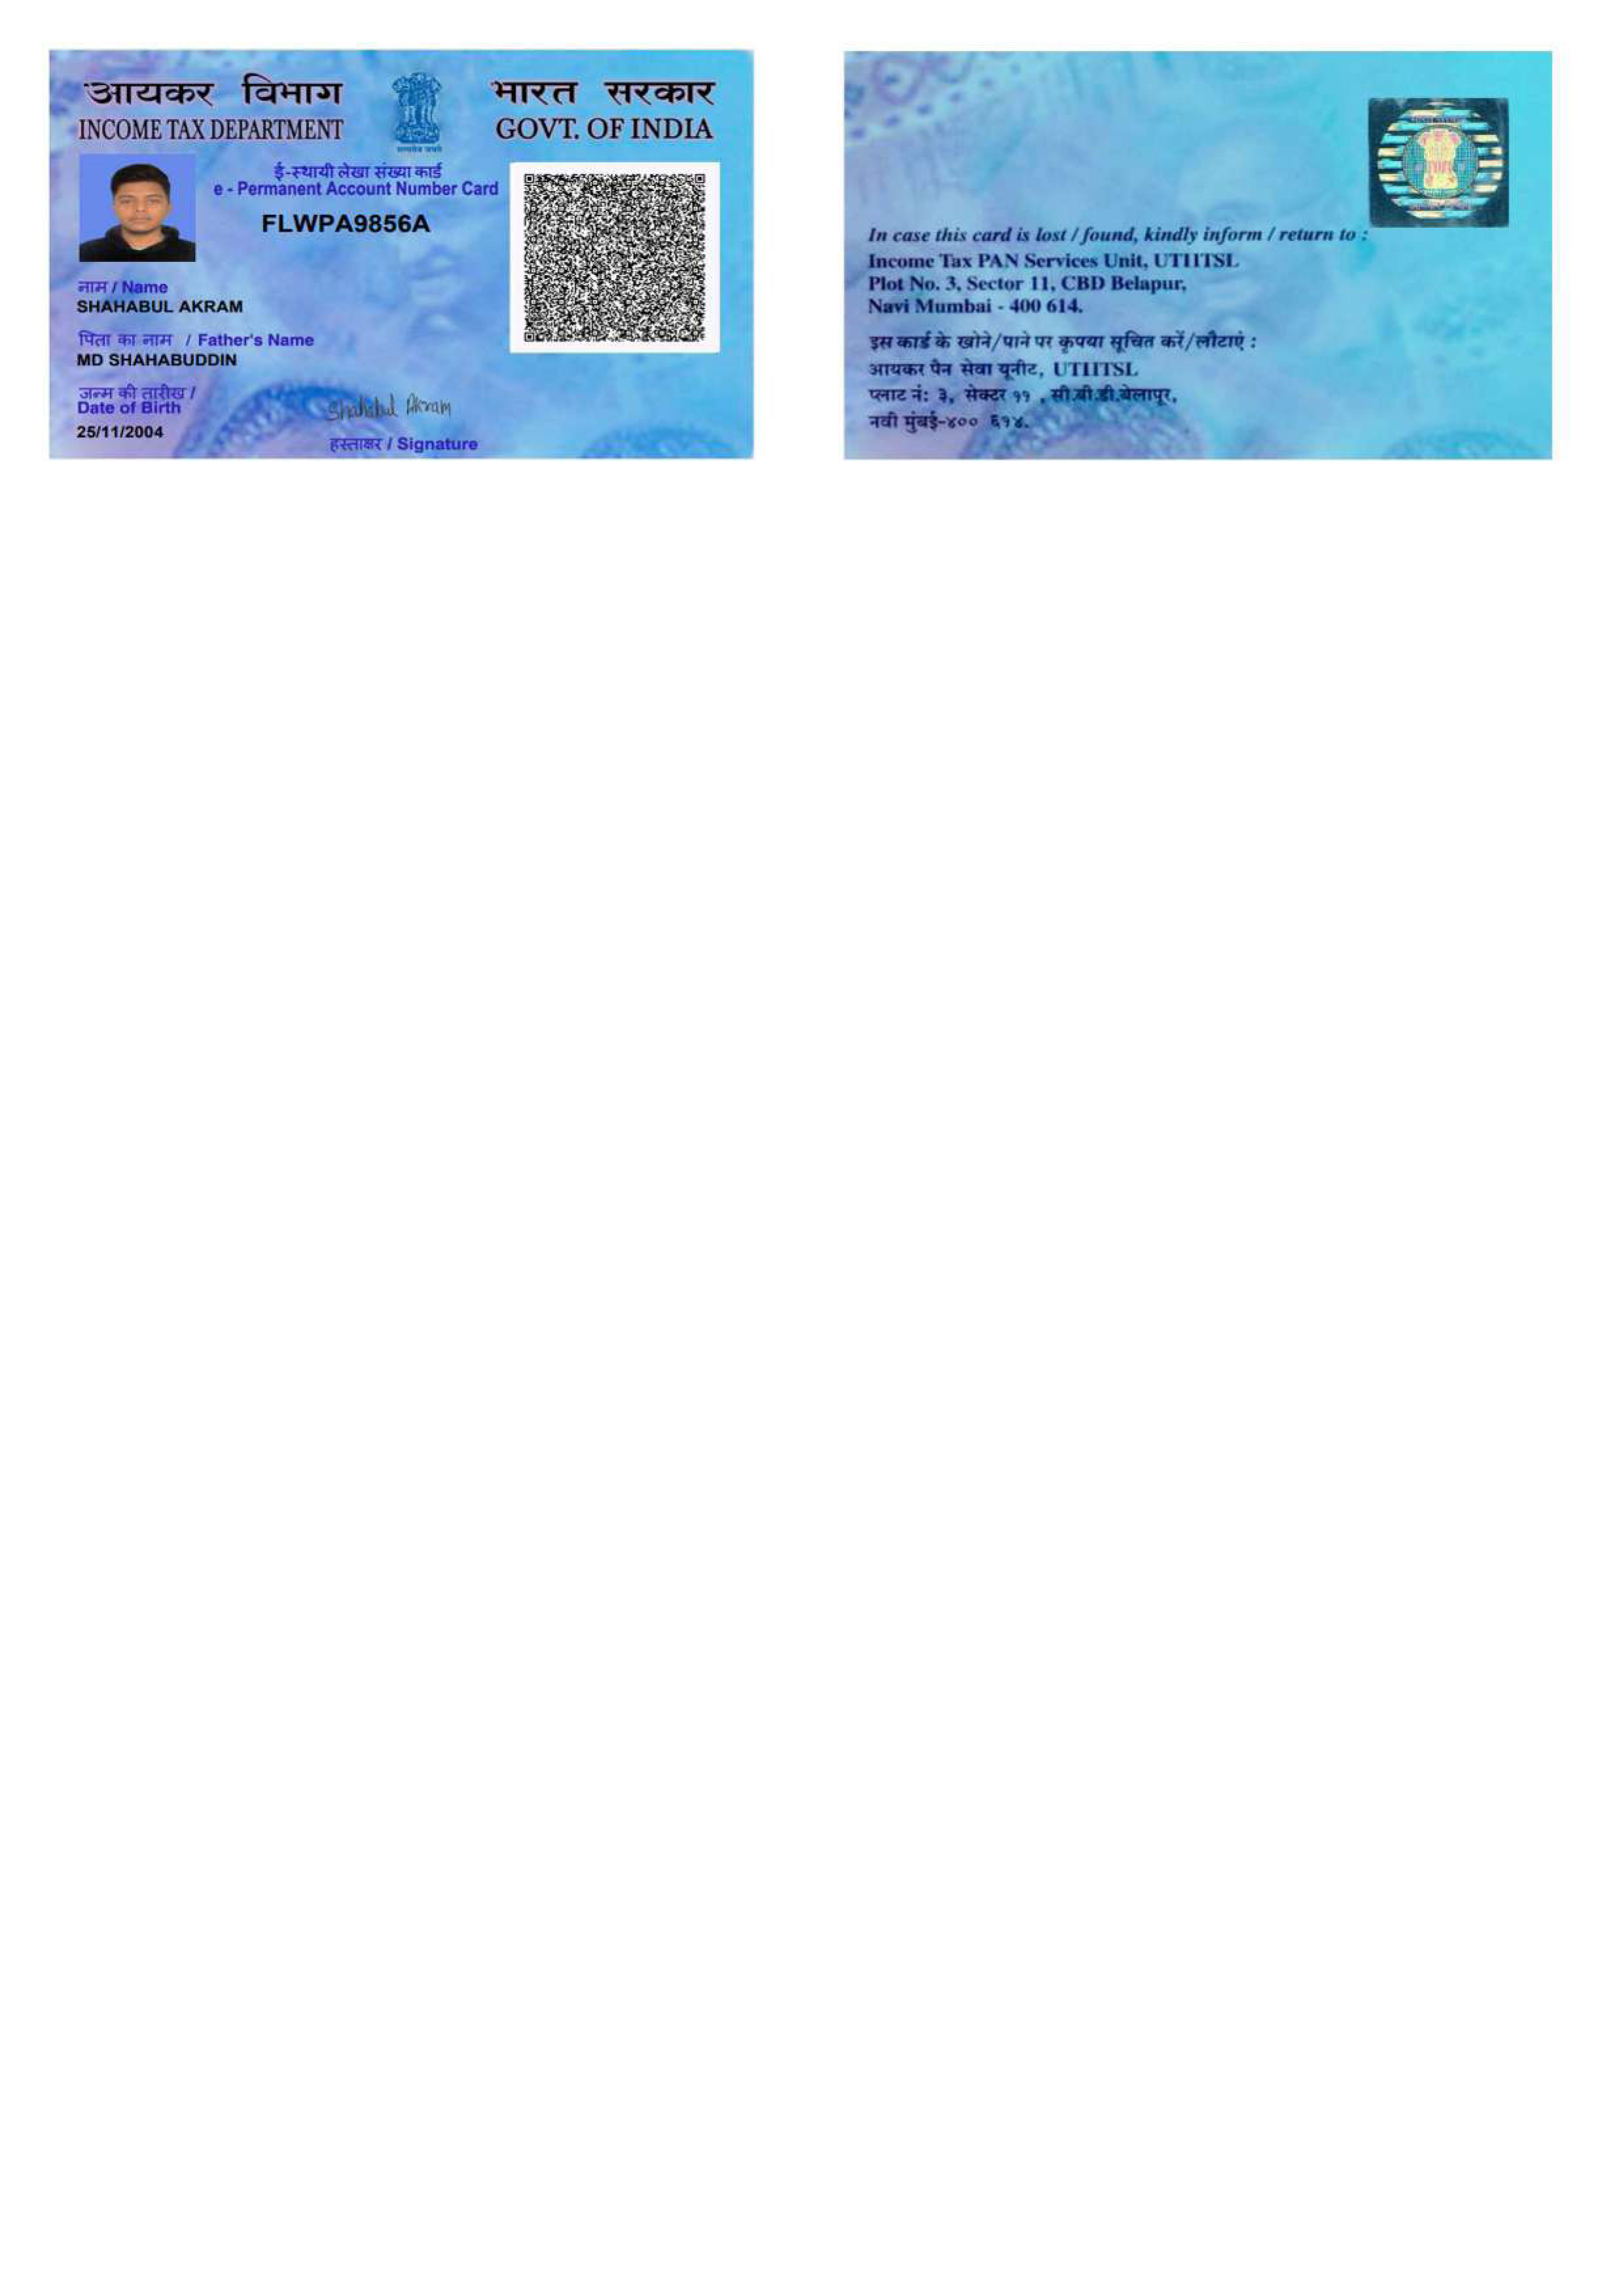 आयकर विभाग
INCOME TAX DEPARTMENT
सत्यमेव जयते
भारत सरकार
GOVT. OF INDIA
ई-स्थायी लेखा संख्या कार्ड
e - Permanent Account Number Card
FLWPA9856A
नाम / Name
SHAHABUL AKRAM
पिता का नाम / Father's Name
MD SHAHABUDDIN
जन्म की तारीख /
Date of Birth
25/11/2004
Shahabul Akram
हस्ताक्षर / Signature
In case this card is lost / found, kindly inform / return to :
Income Tax PAN Services Unit, UTIITSL
Plot No. 3, Sector 11, CBD Belapur,
Navi Mumbai - 400 614.
इस कार्ड के खोने/पाने पर कृपया सूचित करें/लौटाएं :
आयकर पैन सेवा यूनीट, UTIITSL
प्लाट नं: ३, सेक्टर ११ , सी.बी.डी.बेलापूर,
नवी मुंबई-४०० ६१४.